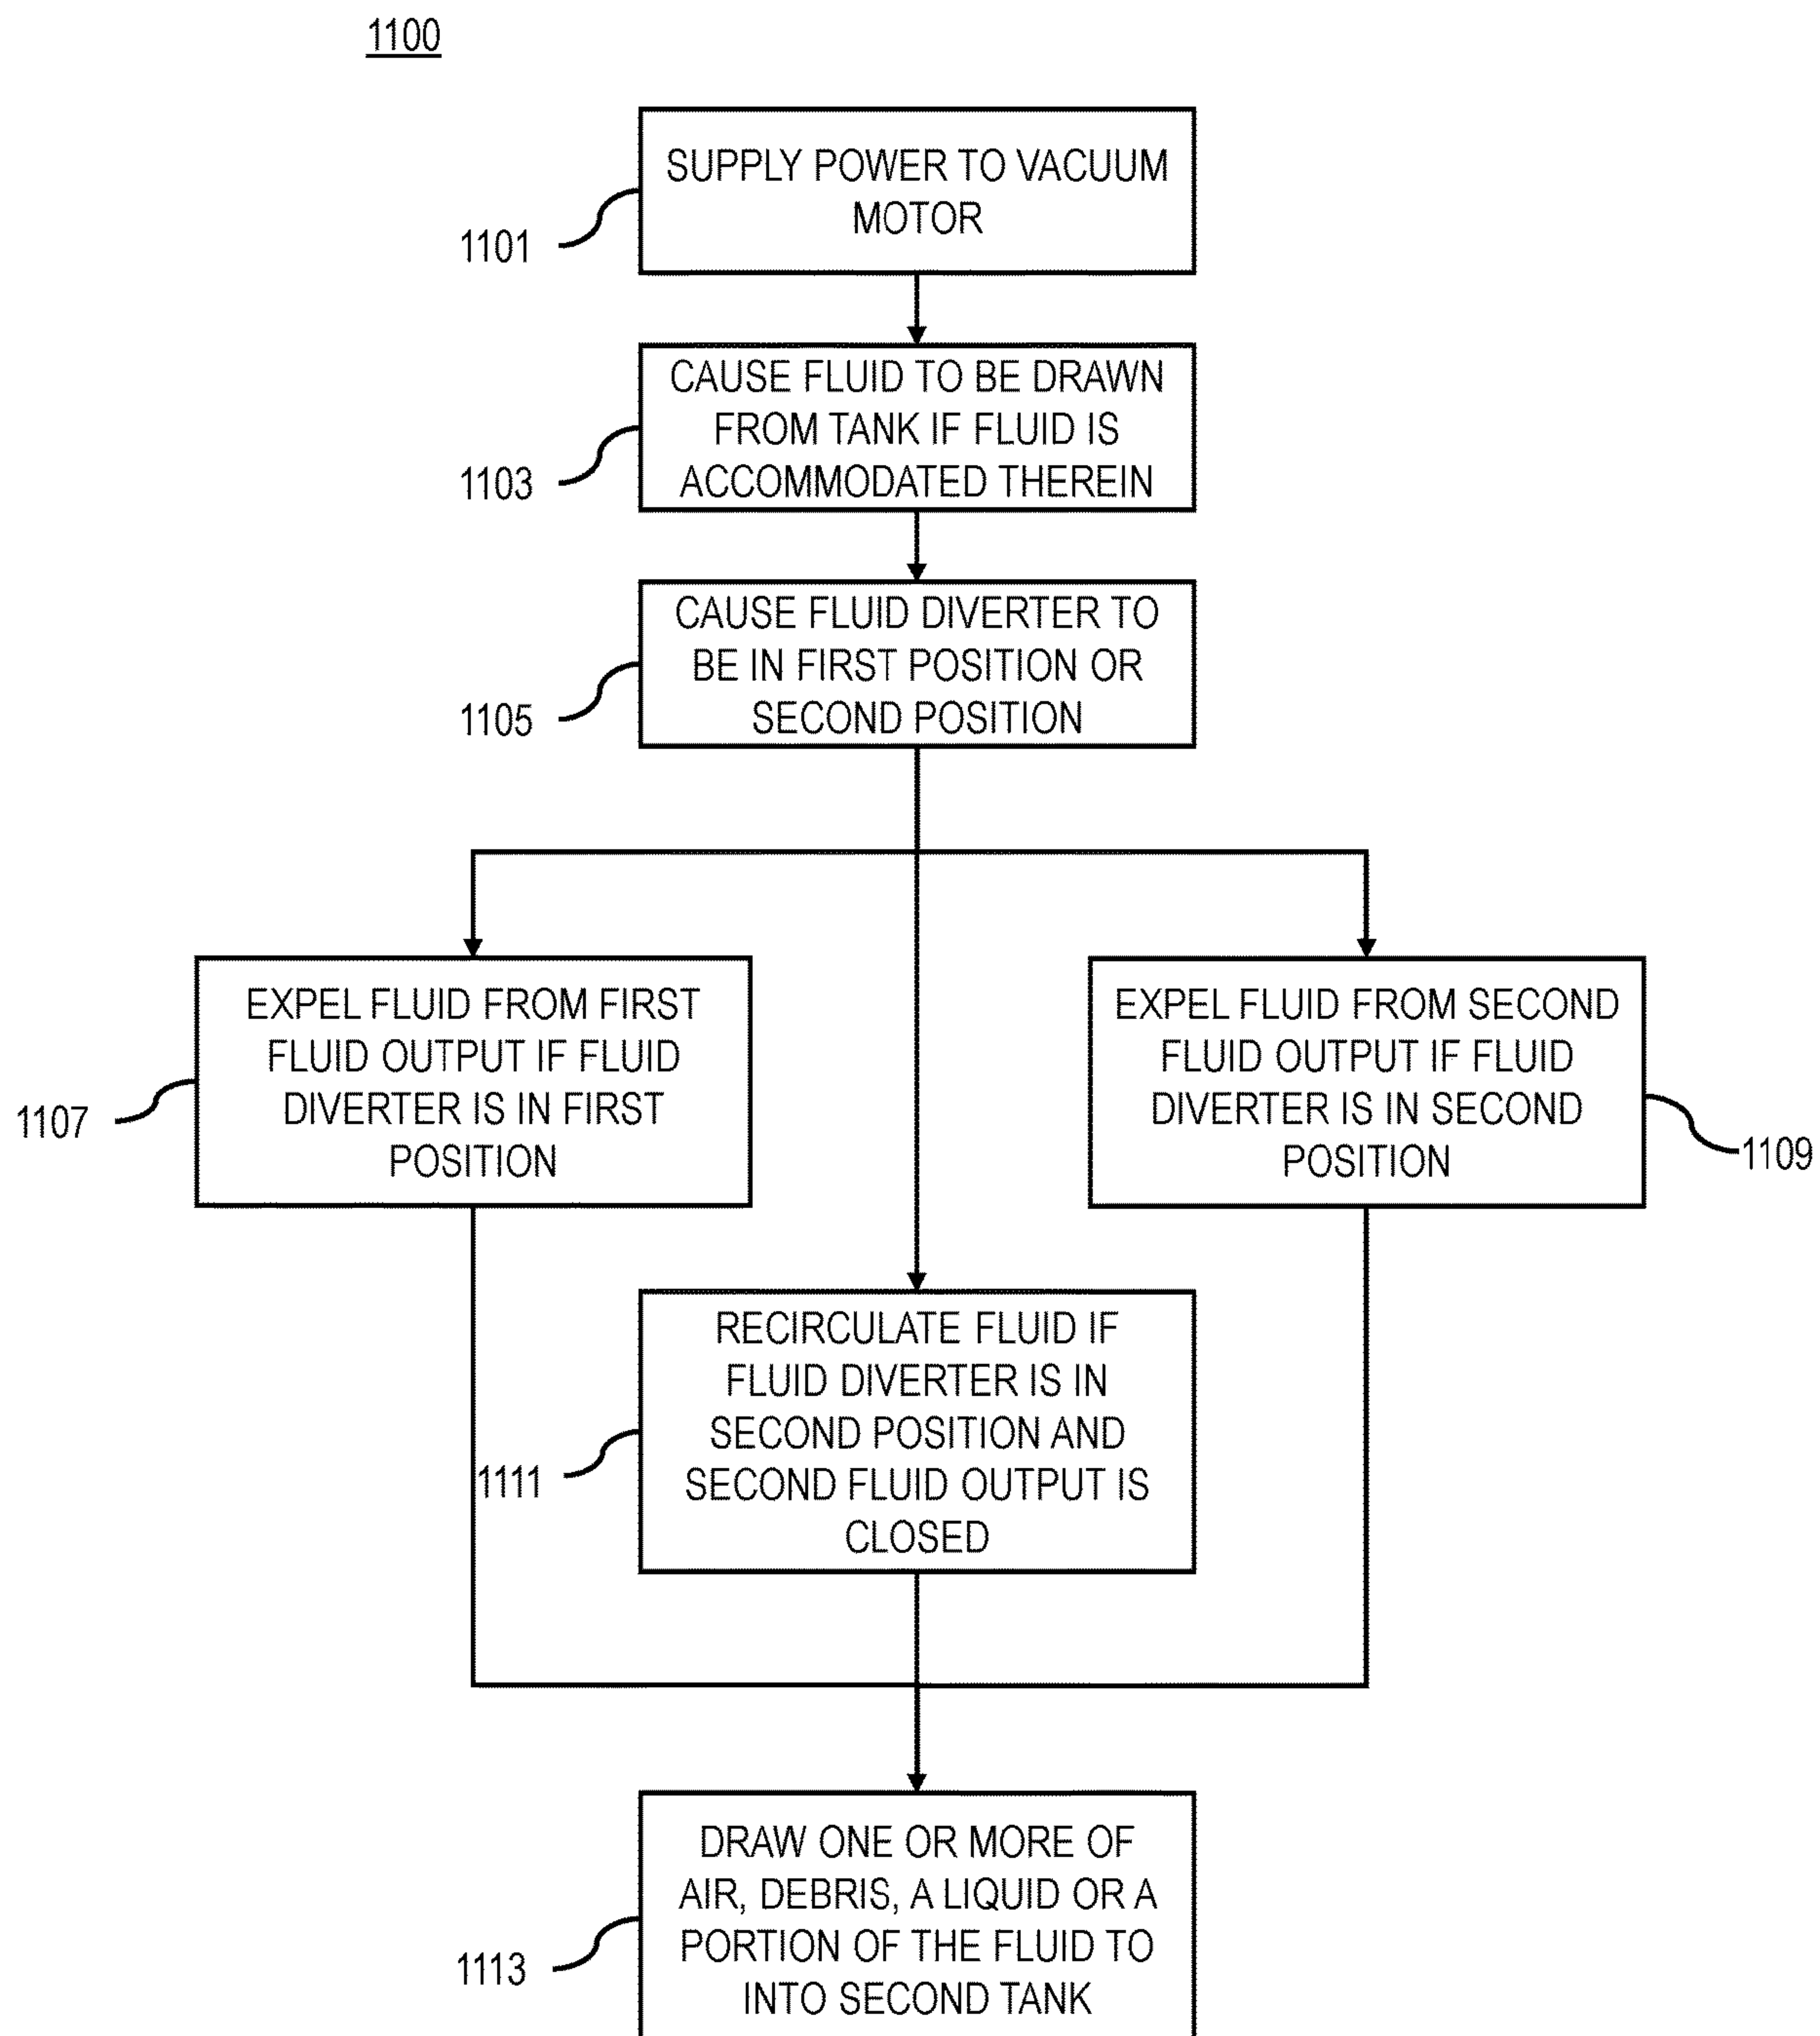 1100
SUPPLY POWER TO VACUUM
MOTOR
1101
CAUSE FLUID TO BE DRAWN
FROM TANK IF FLUID IS
ACCOMMODATED THEREIN
1103
CAUSE FLUID DIVERTER TO
BE IN FIRST POSITION OR
SECOND POSITION
1105
EXPEL FLUID FROM FIRST
FLUID OUTPUT IF FLUID
DIVERTER IS IN FIRST
POSITION
1107
EXPEL FLUID FROM SECOND
FLUID OUTPUT IF FLUID
DIVERTER IS IN SECOND
POSITION
1109
RECIRCULATE FLUID IF
FLUID DIVERTER IS IN
SECOND POSITION AND
SECOND FLUID OUTPUT IS
CLOSED
1111
DRAW ONE OR MORE OF
AIR, DEBRIS, A LIQUID OR A
PORTION OF THE FLUID TO
INTO SECOND TANK
1113